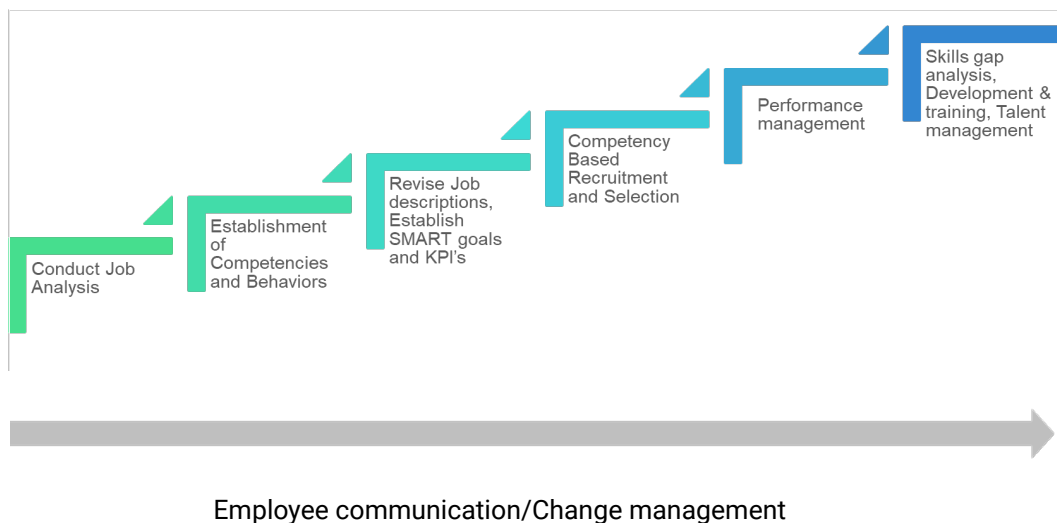 Conduct Job
Analysis
Establishment
of
Competencies
and Behaviors
Revise Job
descriptions,
Establish
SMART goals
and KPI's
Competency
Based
Recruitment
and Selection
Performance
management
Skills gap
analysis,
Development &
training, Talent
management
Employee communication/Change management